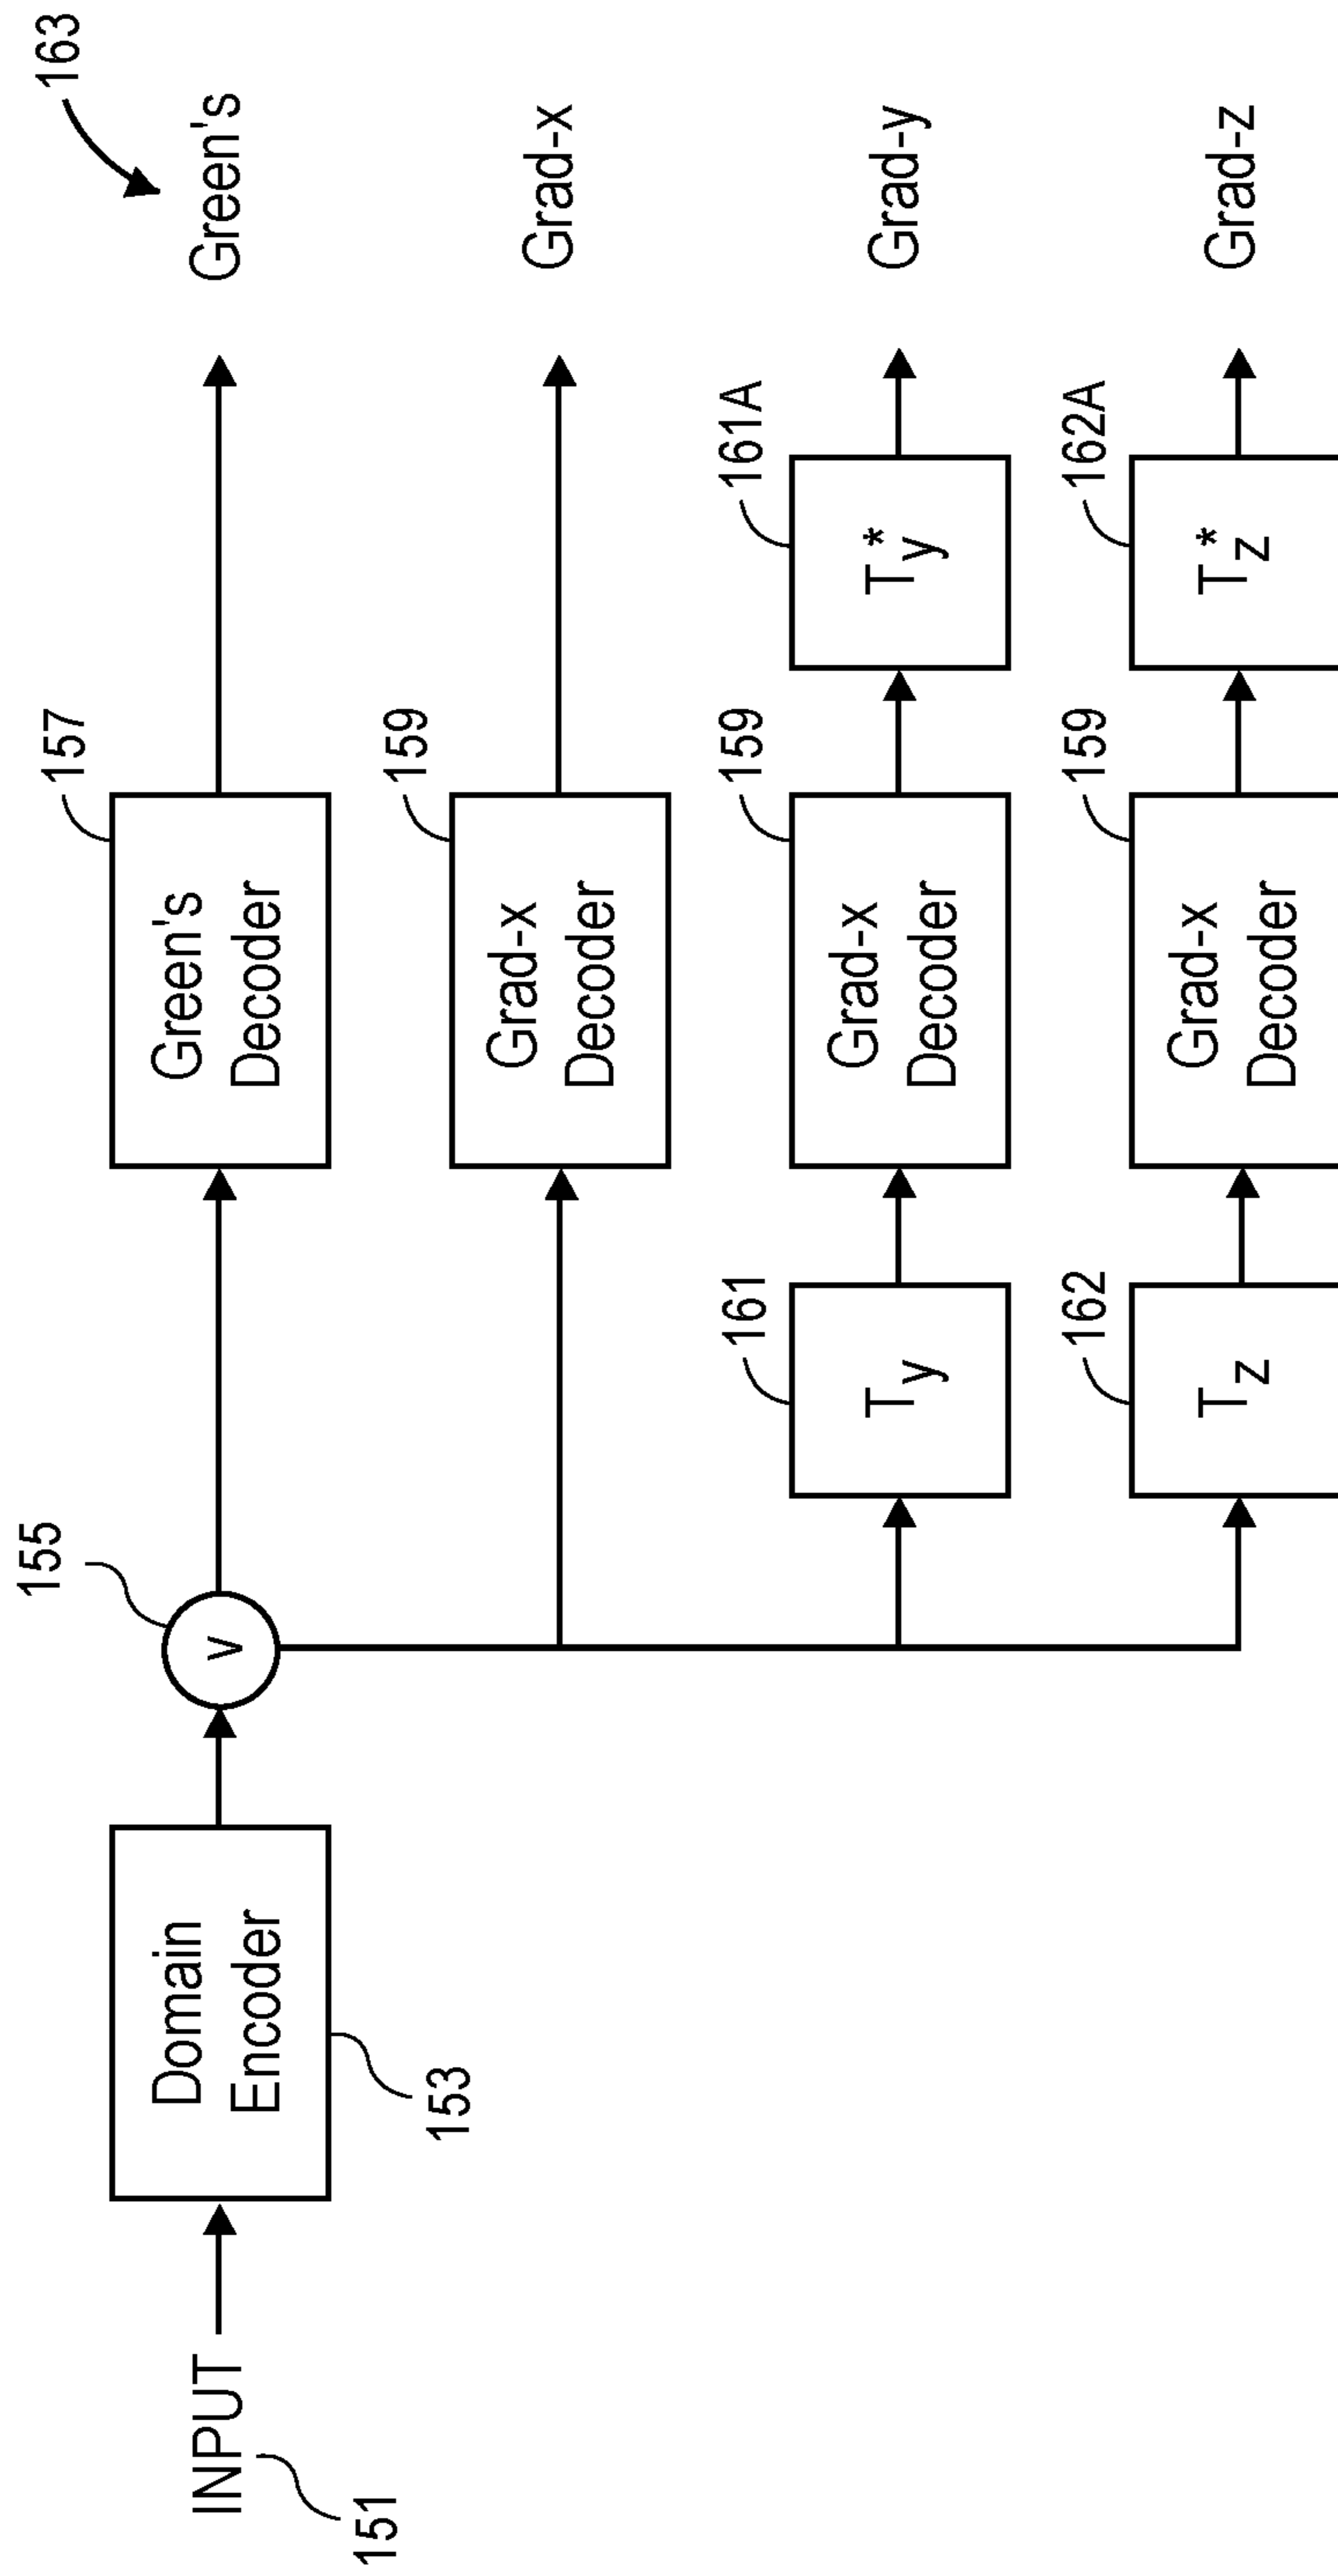 163
157
155
Green's
Green's
Decoder
v
Domain
Encoder
INPUT
153
151
159
Grad-x
Grad-x
Decoder
161A
159
161
Grad-y
T*y
Grad-x
Decoder
Ty
162A
159
162
Grad-z
T*z
Grad-x
Decoder
Tz